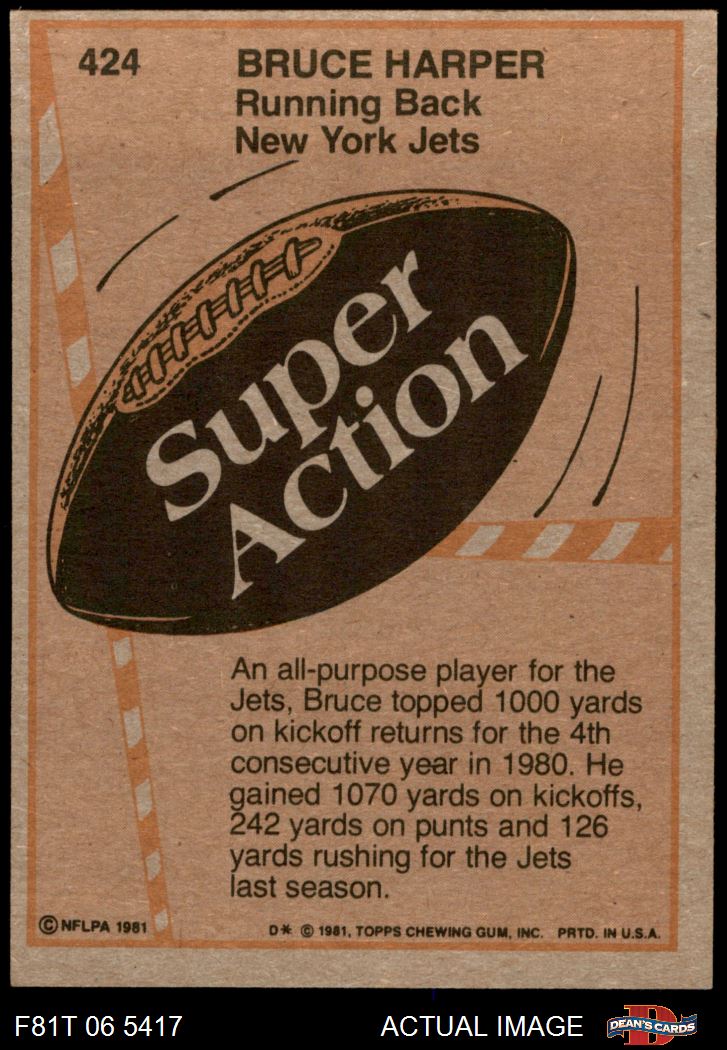 424
BRUCE HARPER
Running Back
New York Jets
Super
Action
An all-purpose player for the
Jets, Bruce topped 1000 yards
on kickoff returns for the 4th
consecutive year in 1980. He
gained 1070 yards on kickoffs,
242 yards on punts and 126
yards rushing for the Jets
last season.
© NFLPA 1981
D* © 1981, TOPPS CHEWING GUM, INC. PRTD. IN U.S.A.
F81T 06 5417
ACTUAL IMAGE
D
DEAN'S CARDS